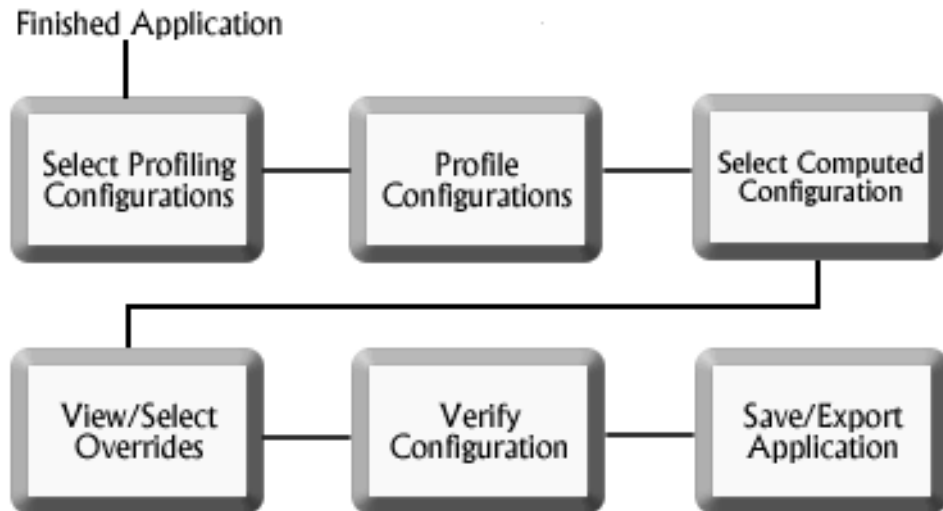 Finished Application
Select Profiling
Configurations
Profile
Configurations
Select Computed
Configuration
View/Select
Overrides
Verify
Configuration
Save/Export
Application